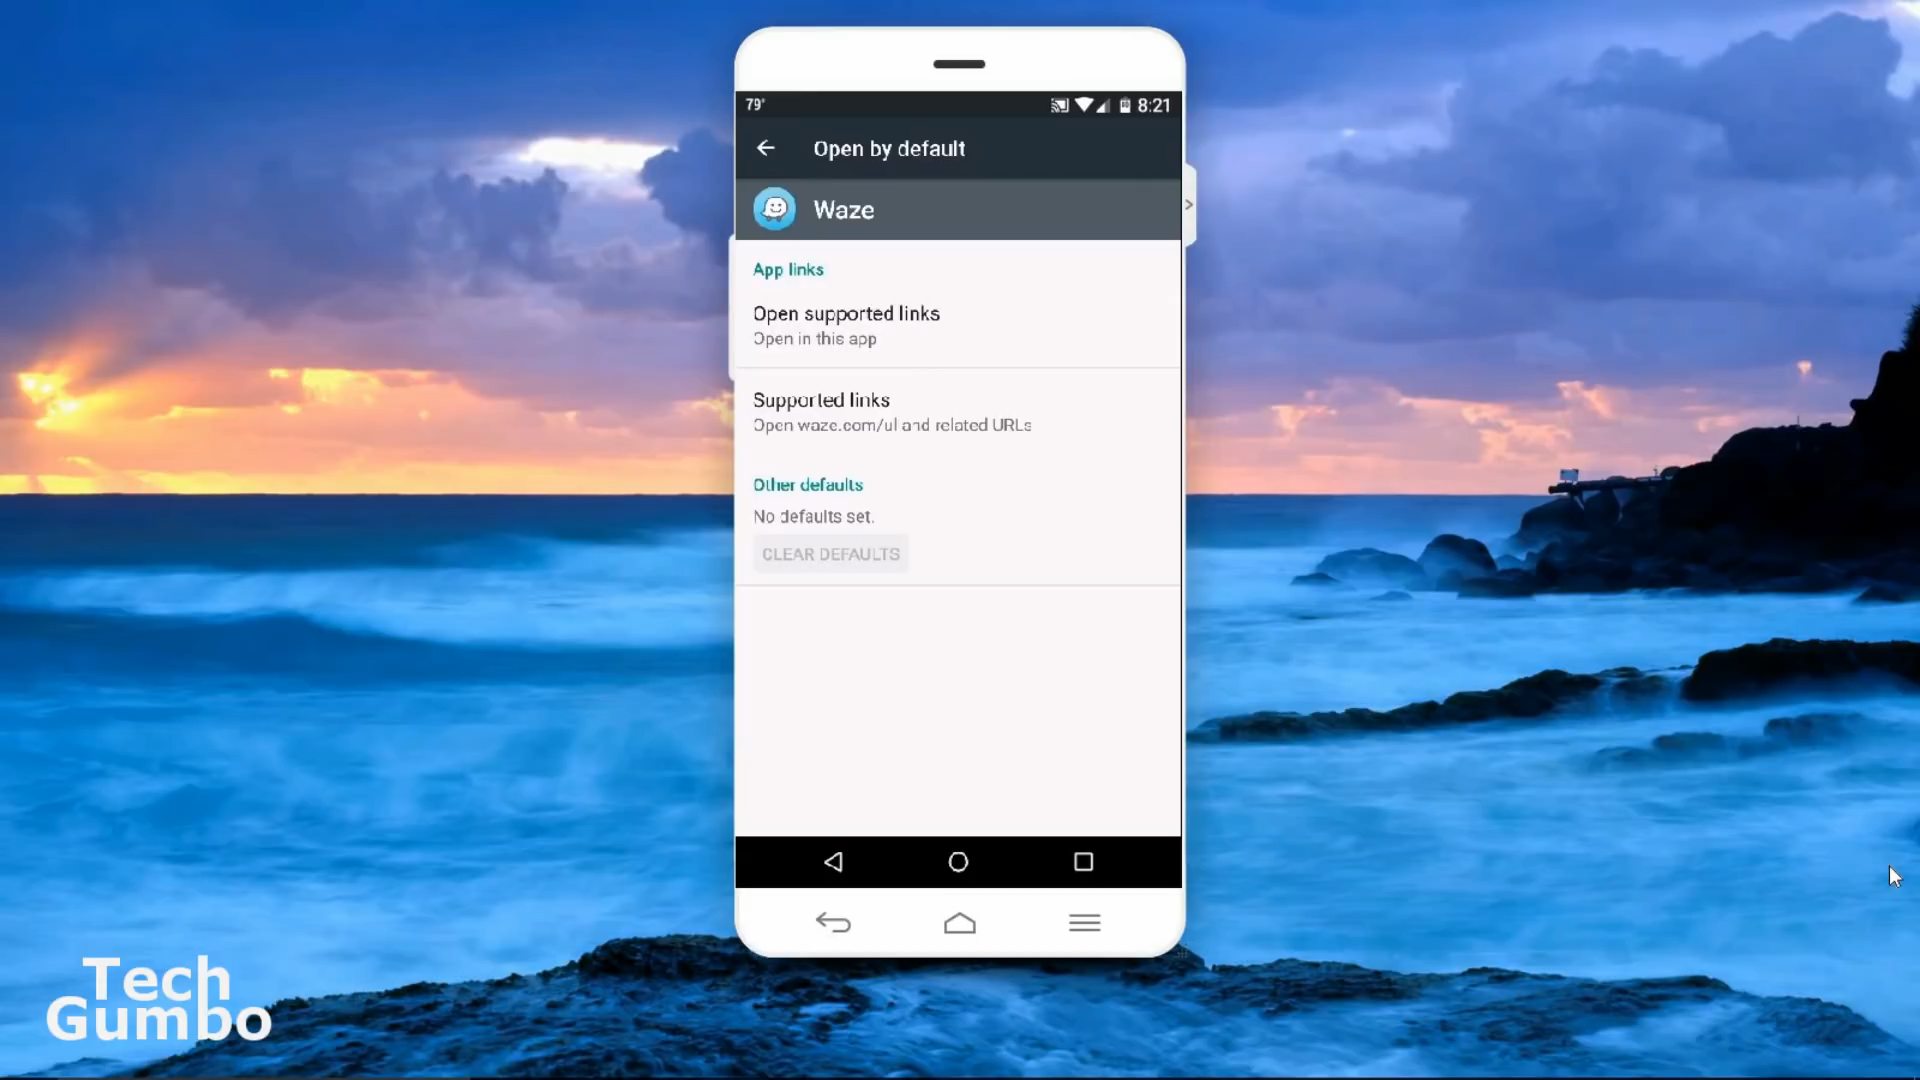 79°
8:21
Open by default
Waze
App links
Open supported links
Open in this app
Supported links
Open waze.com/ul and related URLs
Other defaults
No defaults set.
CLEAR DEFAULTS
Tech
Gumbo